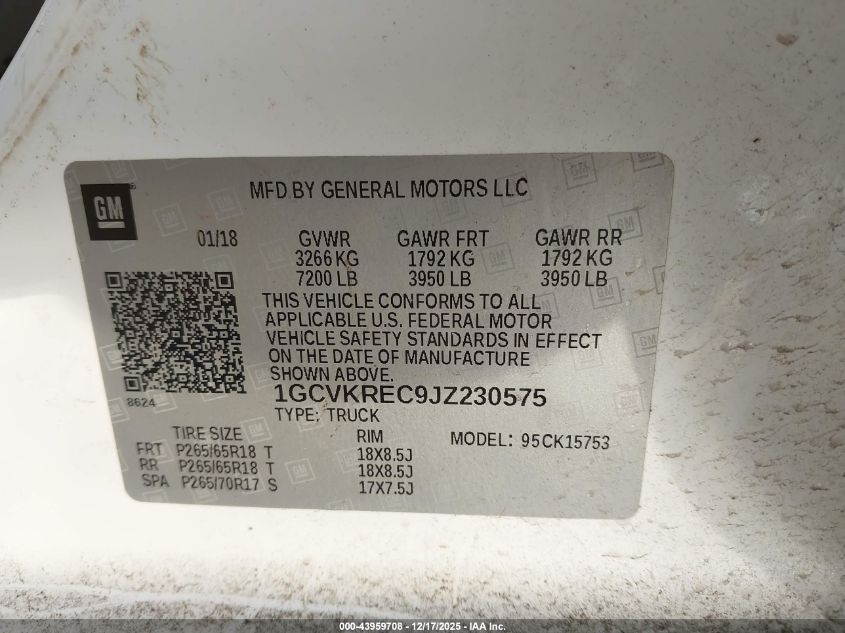 GM
MFD BY GENERAL MOTORS LLC
01/18 GVWR GAWR FRT GAWR RR
3266 KG 1792 KG 1792 KG
7200 LB 3950 LB 3950 LB
THIS VEHICLE CONFORMS TO ALL
APPLICABLE U.S. FEDERAL MOTOR
VEHICLE SAFETY STANDARDS IN EFFECT
ON THE DATE OF MANUFACTURE
SHOWN ABOVE.
8624
1GCVKREC9JZ230575
TYPE: TRUCK
TIRE SIZE RIM MODEL: 95CK15753
FRT P265/65R18 T 18X8.5J
RR P265/65R18 T 18X8.5J
SPA P265/70R17 S 17X7.5J
000-43959708 - 12/17/2025 - IAA Inc.